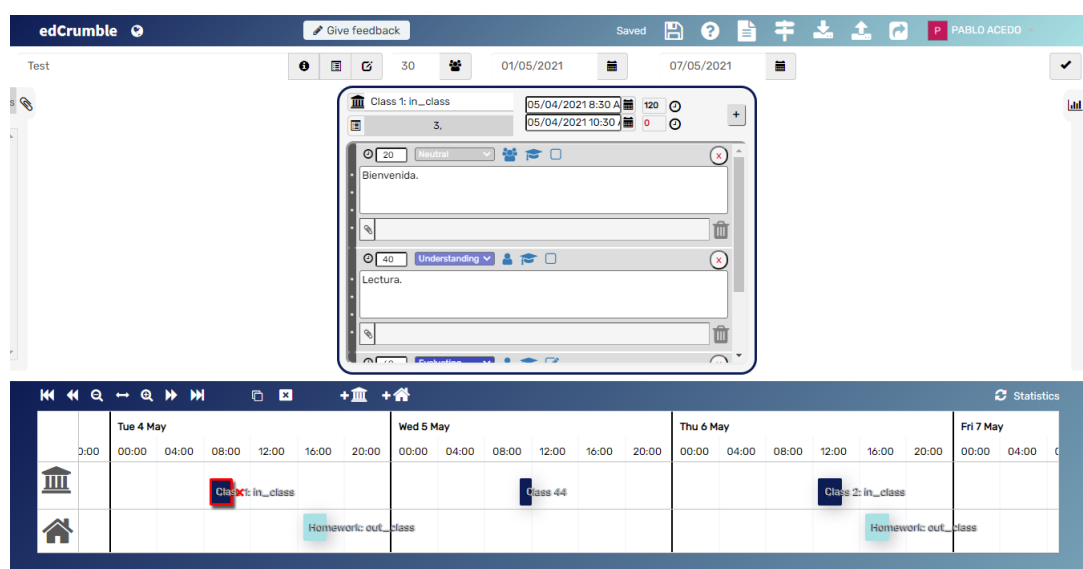 edCrumble Give feedback Saved P PABLO ACEDO
Test 30 01/05/2021 07/05/2021
s Class 1: in_class 05/04/2021 8:30 A 120
3, 05/04/2021 10:30 0 +
20 Neutral x
Bienvenida.
40 Understanding x
Lectura.
Evaluation
Statistics
Tue 4 May Wed 5 May Thu 6 May Fri 7 May
0:00 00:00 04:00 08:00 12:00 16:00 20:00 00:00 04:00 08:00 12:00 16:00 20:00 00:00 04:00 08:00 12:00 16:00 20:00 00:00 04:00
Class 1: in_class Class 44 Class 2: in_class
Homework: out_class Homework: out_class